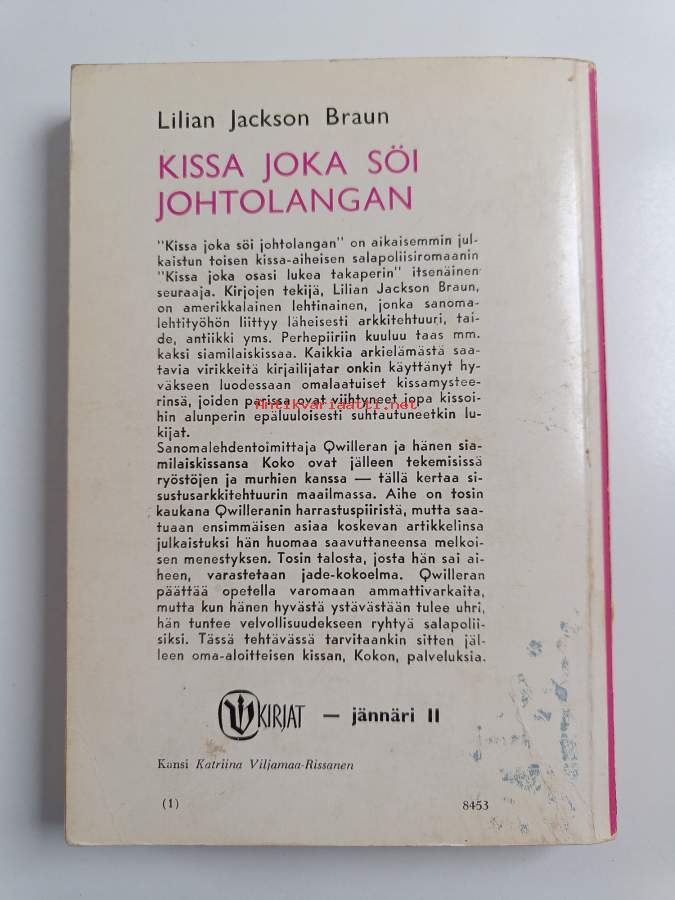 Lilian Jackson Braun
KISSA JOKA SÖI
JOHTOLANGAN
"Kissa joka söi johtolangan" on aikaisemmin jul-
kaistun toisen kissa-aiheisen salapoliisiromaanin
"Kissa joka osasi lukea takaperin" itsenäinen
seuraaja. Kirjojen tekijä, Lilian Jackson Braun,
on amerikkalainen lehtinainen, jonka sanoma-
lehtityöhön liittyy läheisesti arkkitehtuuri, tai-
de, antiikki yms. Perhepiiriin kuuluu taas mm.
kaksi siamilaiskissaa. Kaikkia arkielämästä saa-
tavia virikkeitä kirjailijatar onkin käyttänyt hy-
väkseen luodessaan omalaatuiset kissamystee-
rinsä, joiden parissa ovat viihtyneet jopa kissoi-
Antikvariaatti.net
hin alunperin epäluuloisesti suhtautuneetkin lu-
kijat.
Sanomalehdentoimittaja Qwilleran ja hänen sia-
milaiskissansa Koko ovat jälleen tekemisissä
ryöstöjen ja murhien kanssa — tällä kertaa si-
sustusarkkitehtuurin maailmassa. Aihe on tosin
kaukana Qwilleranin harrastuspiiristä, mutta saa-
tuaan ensimmäisen asiaa koskevan artikkelinsa
julkaistuksi hän huomaa saavuttaneensa melkoi-
sen menestyksen. Tosin talosta, josta hän sai ai-
heen, varastetaan jade-kokoelma. Qwilleran
päättää opetella varomaan ammattivarkaita,
mutta kun hänen hyvästä ystävästään tulee uhri,
hän tuntee velvollisuudekseen ryhtyä salapolii-
siksi. Tässä tehtävässä tarvitaankin sitten jäl-
leen oma-aloitteisen kissan, Kokon, palveluksia.
KIRJAT — jännäri II
Kansi Katriina Viljamaa-Rissanen
(1) 8453